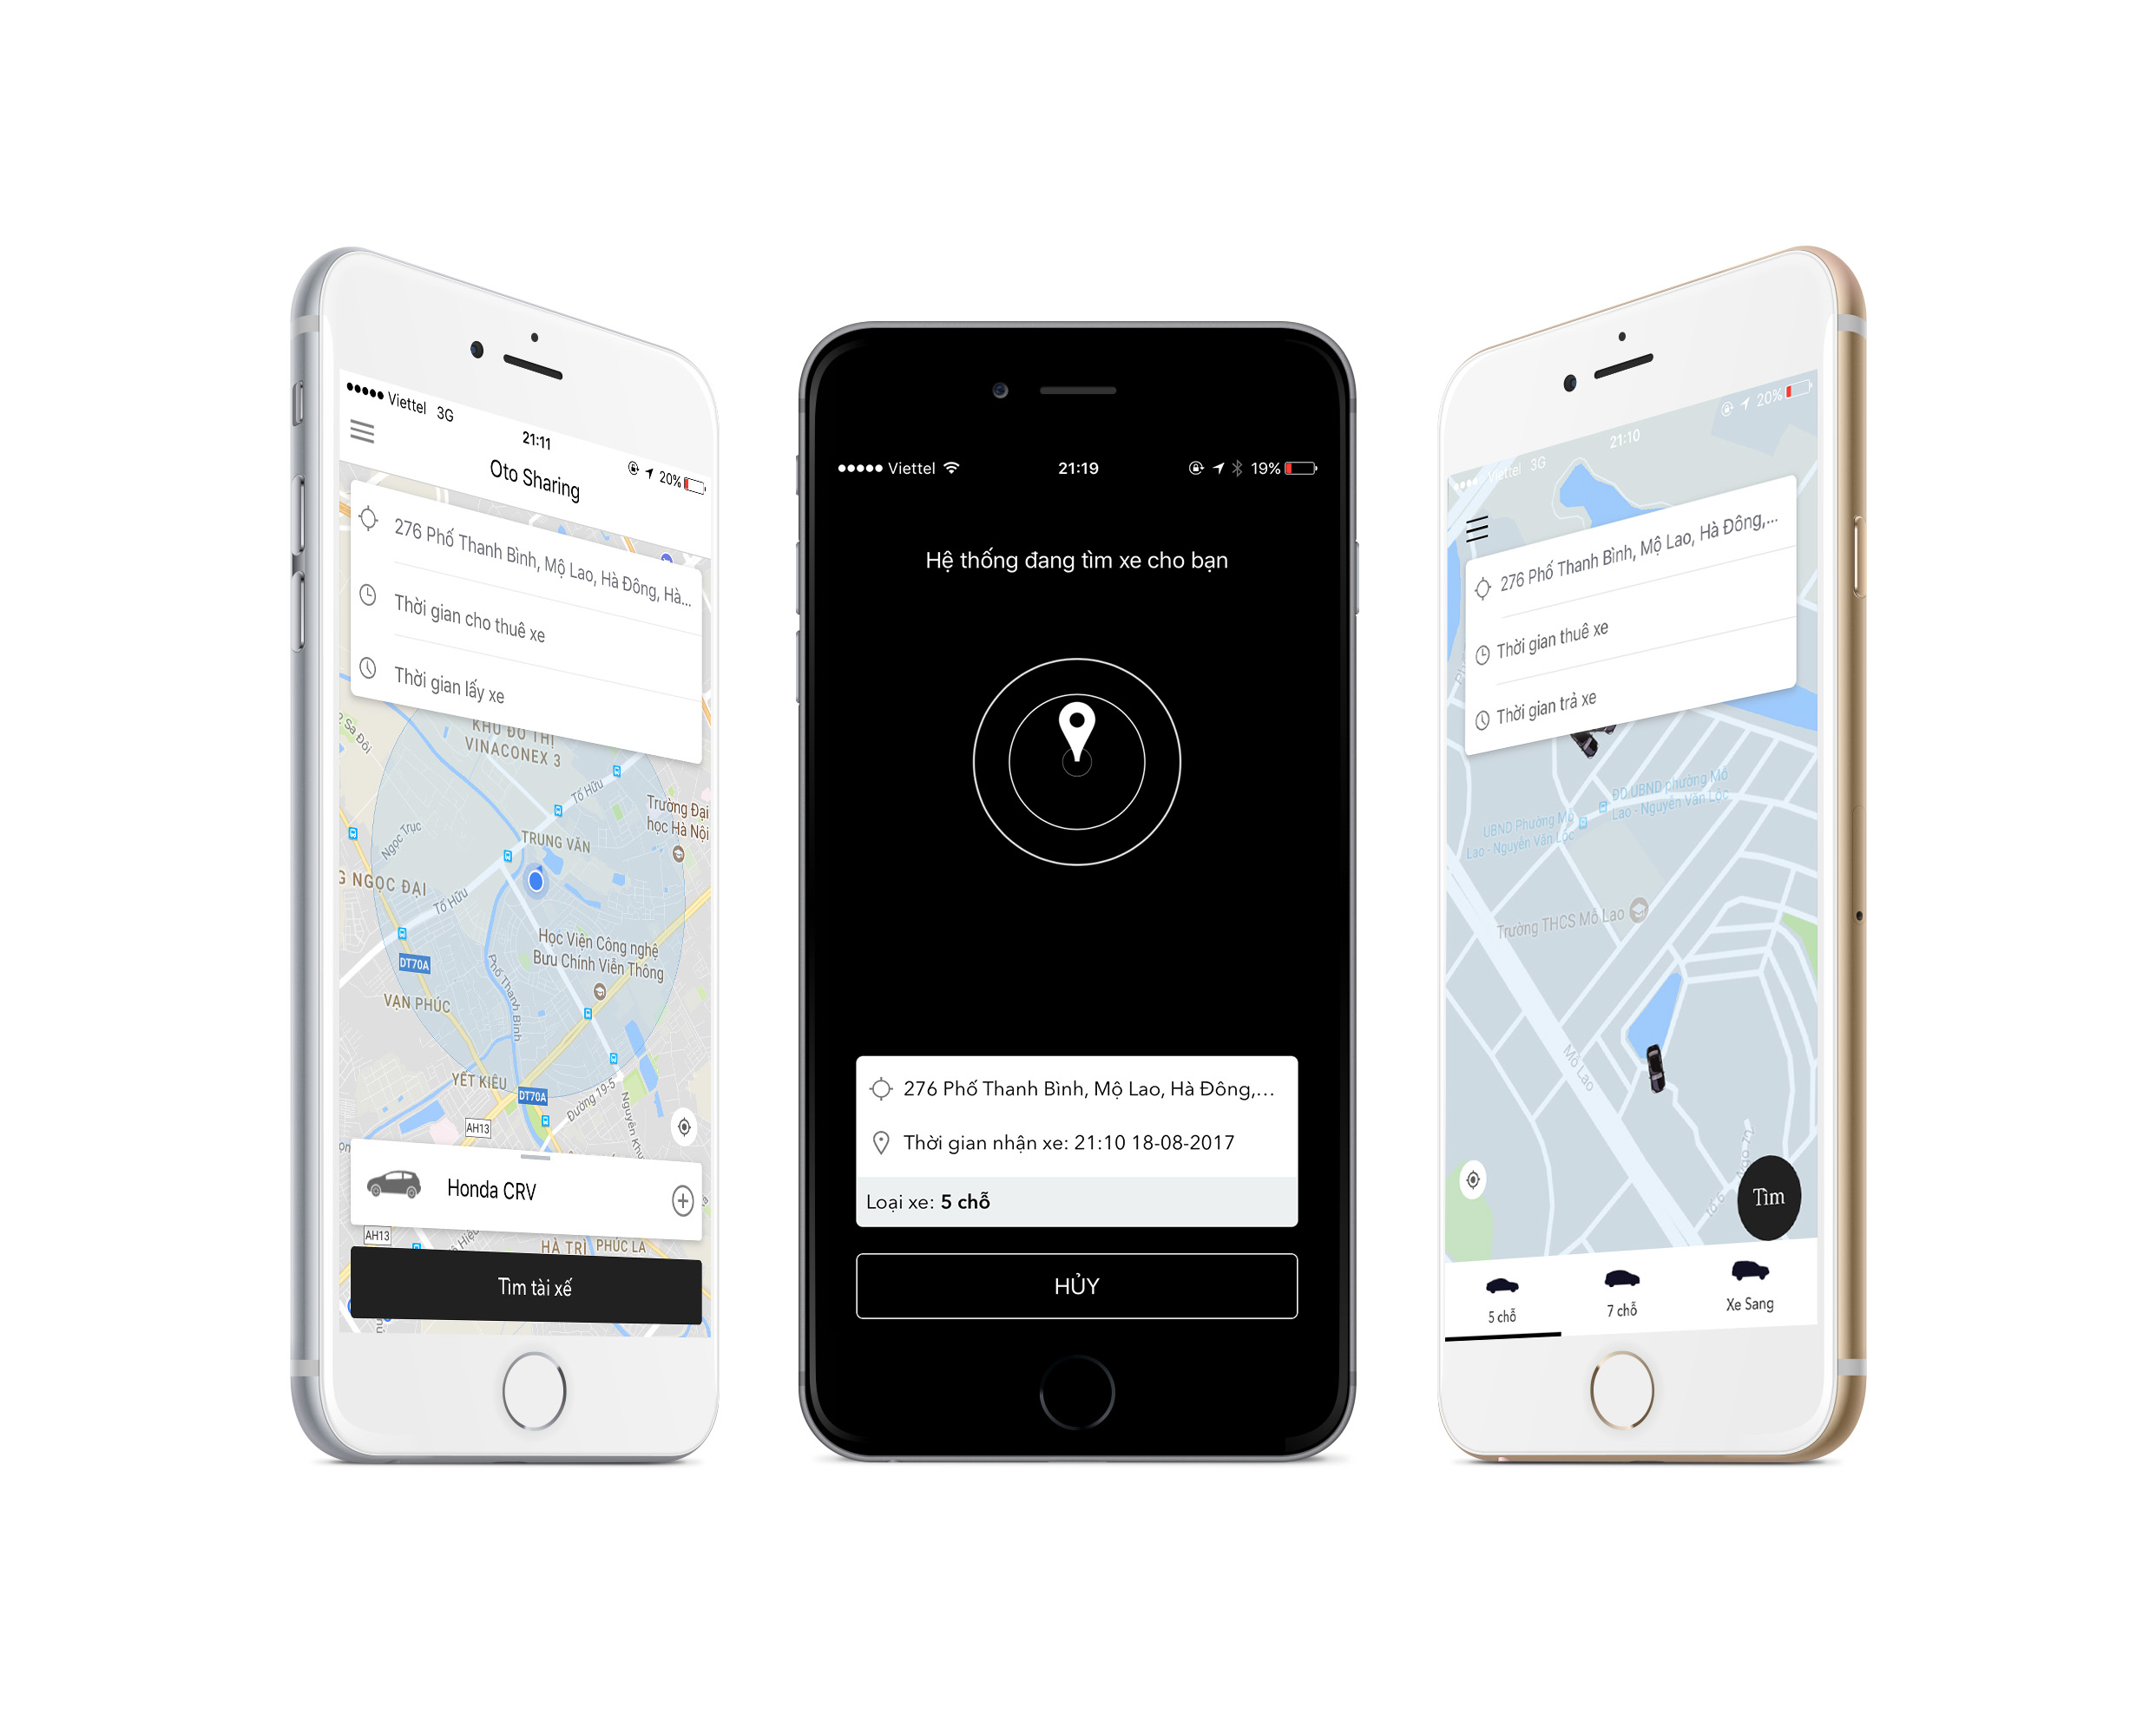 Viettel 3G
21:11
20%
Oto Sharing
276 Phố Thanh Bình, Mộ Lao, Hà Đông, Hà...
Thời gian cho thuê xe
Thời gian lấy xe
KHU ĐÔ THỊ
VINACONEX 3
Tố Hữu
Trường Đại
học Hà Nội
Ngọc Trục
TRUNG VĂN
G NGỌC ĐẠI
Tố Hữu
Học Viện Công nghệ
Bưu Chính Viễn Thông
DT70A
VẠN PHÚC
Phố Thanh Bình
YẾT KIÊU
DT70A
Đường 19-5
AH13
Honda CRV
AH13
HÀ TRÌ
PHÚC LA
Tìm tài xế
Viettel
21:19
19%
Hệ thống đang tìm xe cho bạn
276 Phố Thanh Bình, Mộ Lao, Hà Đông,...
Thời gian nhận xe: 21:10 18-08-2017
Loại xe: 5 chỗ
HỦY
Viettel 3G
21:10
20%
276 Phố Thanh Bình, Mộ Lao, Hà Đông,...
Thời gian thuê xe
Thời gian trả xe
ĐD UBND phường Mỗ
Lao - Nguyễn Văn Lộc
UBND Phường Mỗ
Lao - Nguyễn Văn Lộc
Trường THCS Mỗ Lao
Mộ Lao
Tìm
5 chỗ
7 chỗ
Xe Sang